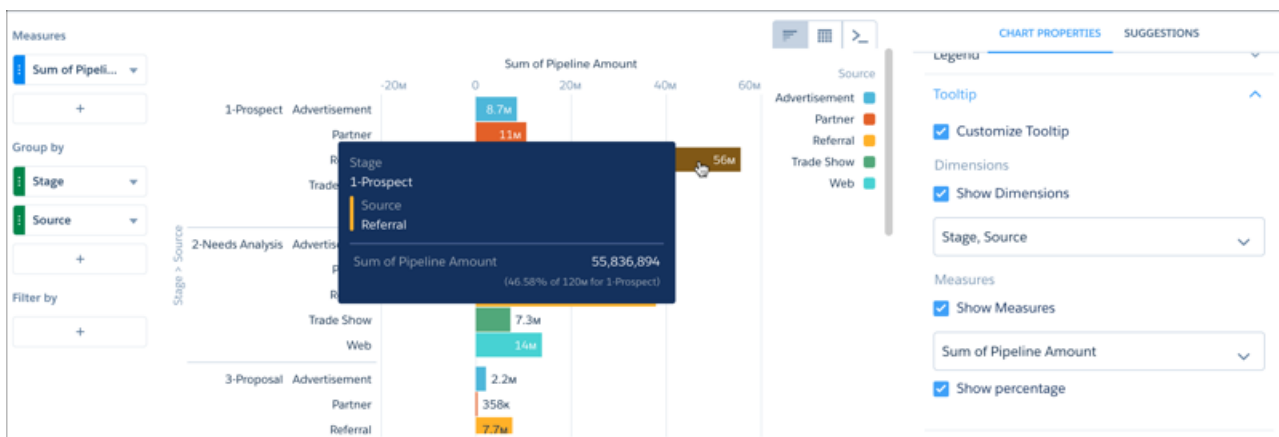 Measures
Sum of Pipeli...
+
Group by
Stage
Source
+
Filter by
+
>_
Sum of Pipeline Amount
-20M 0 20M 40M 60M
Stage > Source
1-Prospect Advertisement 8.7M
Partner 11M
R 56M
Trade
2-Needs Analysis Advertis
P
R
Trade Show 7.3M
Web 14M
3-Proposal Advertisement 2.2M
Partner 358K
Referral 7.7M
Stage
1-Prospect
Source
Referral
Sum of Pipeline Amount 55,836,894
(46.58% of 120M for 1-Prospect)
Source
Advertisement
Partner
Referral
Trade Show
Web
CHART PROPERTIES SUGGESTIONS
Legend
Tooltip
Customize Tooltip
Dimensions
Show Dimensions
Stage, Source
Measures
Show Measures
Sum of Pipeline Amount
Show percentage